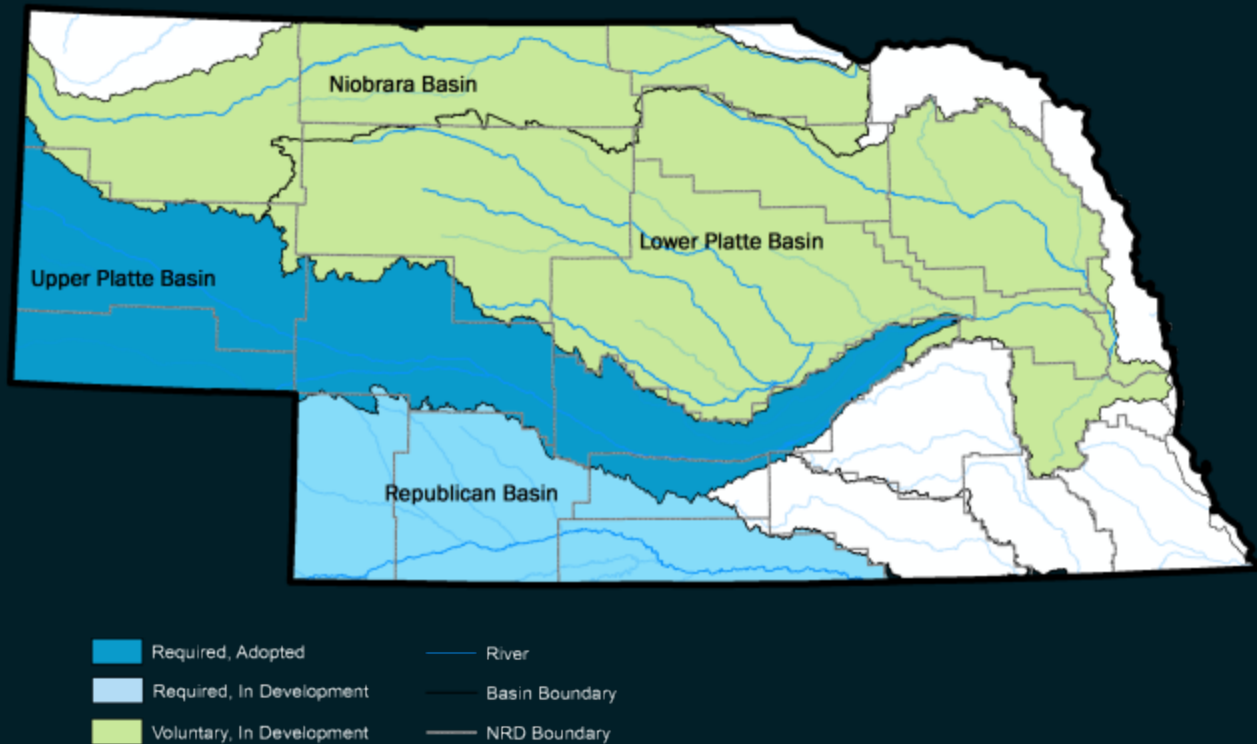 Niobrara Basin
Lower Platte Basin
Upper Platte Basin
Republican Basin
Required, Adopted
River
Required, In Development
Basin Boundary
Voluntary, In Development
NRD Boundary